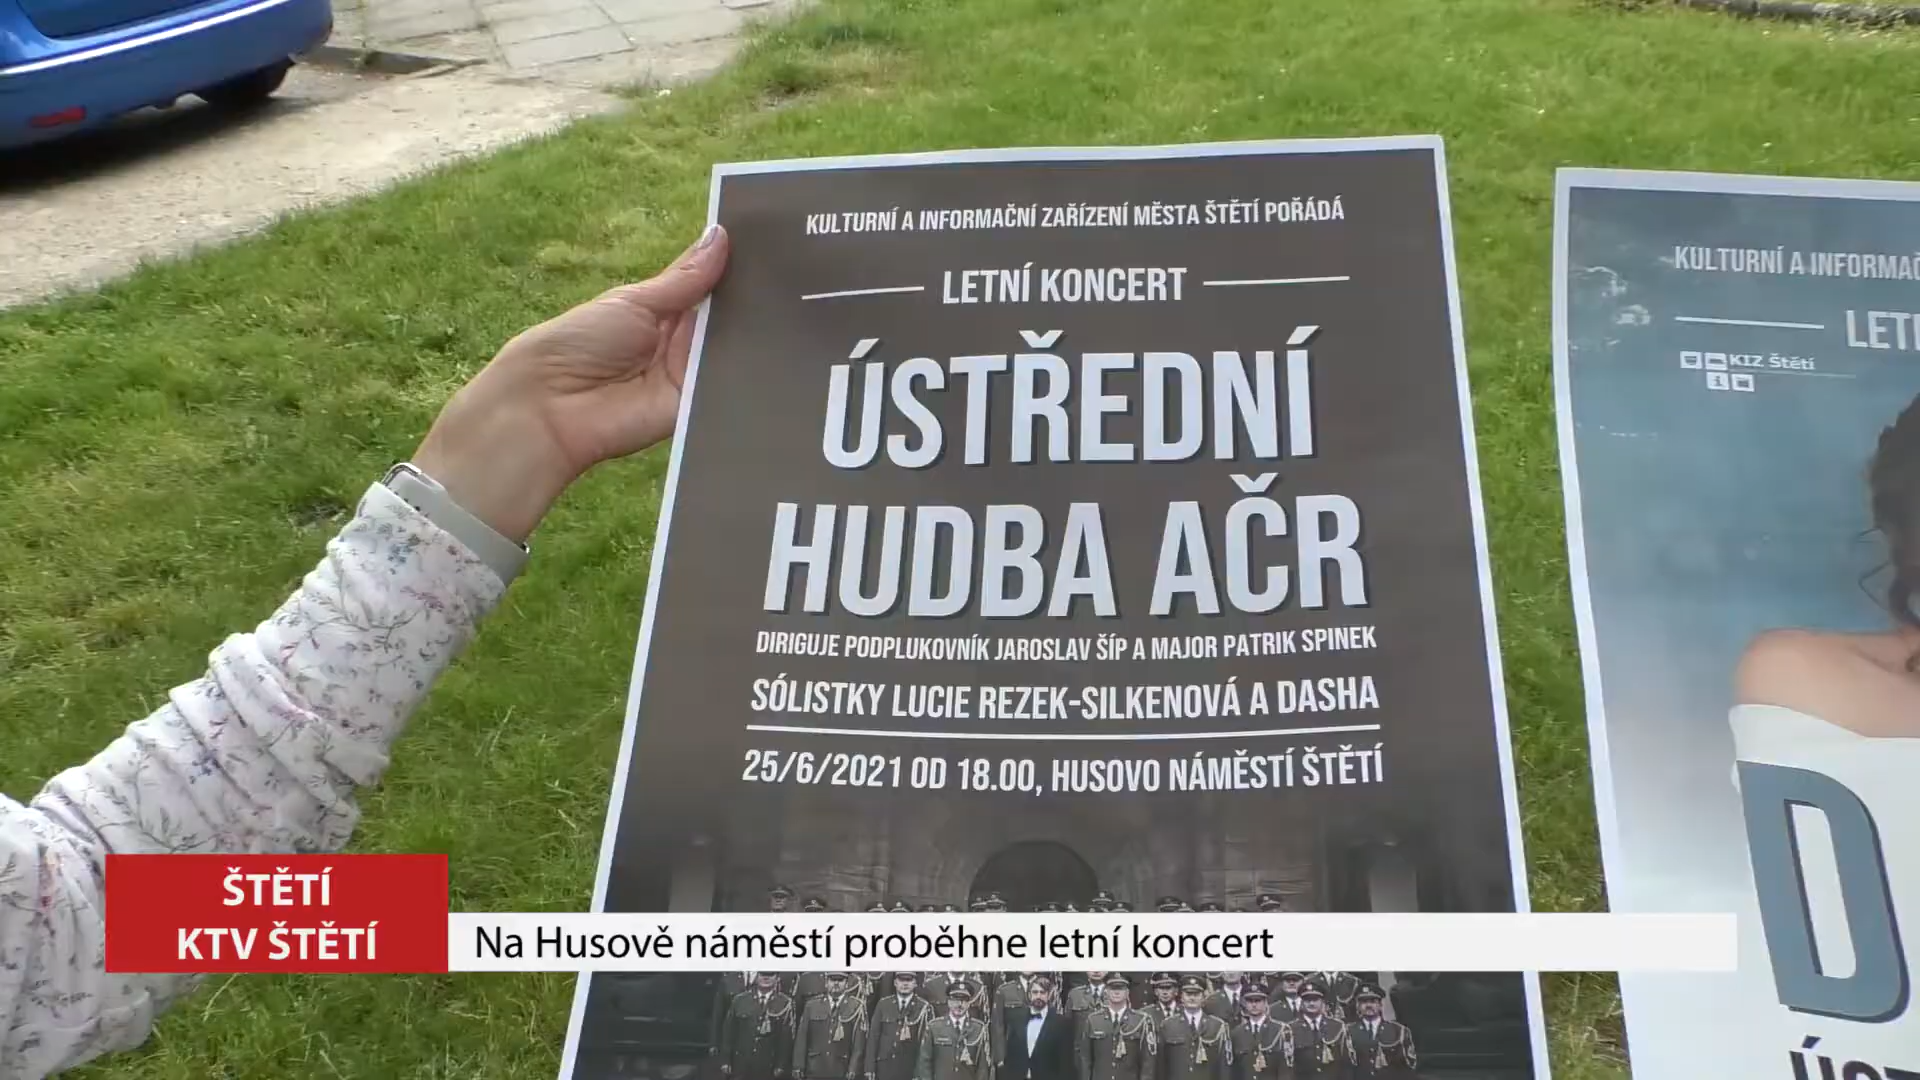 KULTURNÍ A INFORMAČNÍ ZAŘÍZENÍ MĚSTA ŠTĚTÍ POŘÁDÁ
LETNÍ KONCERT
ÚSTŘEDNÍ
HUDBA AČR
DIRIGUJE PODPLUKOVNÍK JAROSLAV ŠÍP A MAJOR PATRIK SPINEK
SÓLISTKY LUCIE REZEK-SILKENOVÁ A DASHA
25/6/2021 OD 18.00, HUSOVO NÁMĚSTÍ ŠTĚTÍ
KULTURNÍ A INFORMAČ
LETN
KIZ Štětí
D
ÚST
ŠTĚTÍ
KTV ŠTĚTÍ
Na Husově náměstí proběhne letní koncert